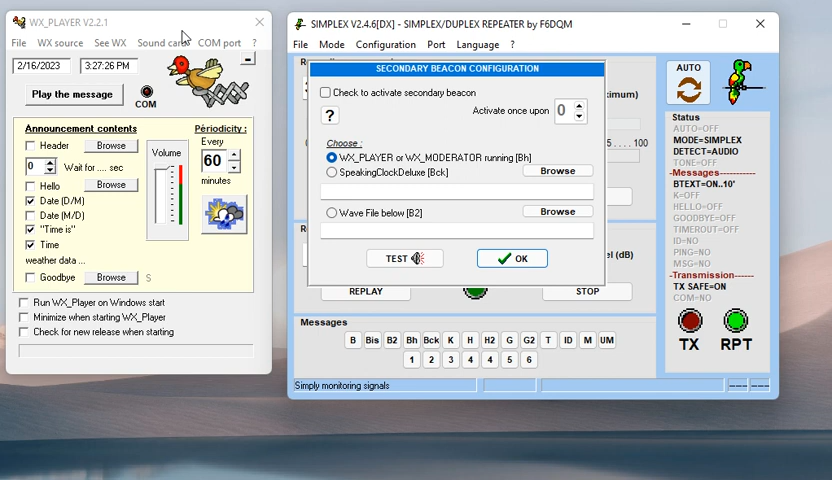 WX_PLAYER V2.2.1
File WX source See WX Sound cards COM port ?
2/16/2023 3:27:26 PM
Play the message
COM
Announcement contents
Header Browse
0 Wait for .... sec
Hello Browse
Date (D/M)
Date (M/D)
"Time is"
Time
weather data ...
Goodbye Browse S
Volume
Périodicity :
Every
60
minutes
Run WX_Player on Windows start
Minimize when starting WX_Player
Check for new release when starting
SIMPLEX V2.4.6[DX] - SIMPLEX/DUPLEX REPEATER by F6DQM
File Mode Configuration Port Language ?
SECONDARY BEACON CONFIGURATION
Check to activate secondary beacon
? Activate once upon 0
Choose :
WX_PLAYER or WX_MODERATOR running [Bh]
SpeakingClockDeluxe [Bck] Browse
Wave File below [B2] Browse
TEST OK
ximum)
5 . . . . 100
el (dB)
REPLAY STOP
Messages
B Bis B2 Bh Bck K H H2 G G2 T ID M UM
1 2 3 4 5 6
Simply monitoring signals
AUTO
Status
AUTO=OFF
MODE=SIMPLEX
DETECT=AUDIO
TONE=OFF
-Messages-----------
BTEXT=ON..10'
K=OFF
HELLO=OFF
GOODBYE=OFF
TIMEROUT=OFF
ID=NO
PING=NO
MSG=NO
-Transmission------
TX SAFE=ON
COM=NO
TX RPT